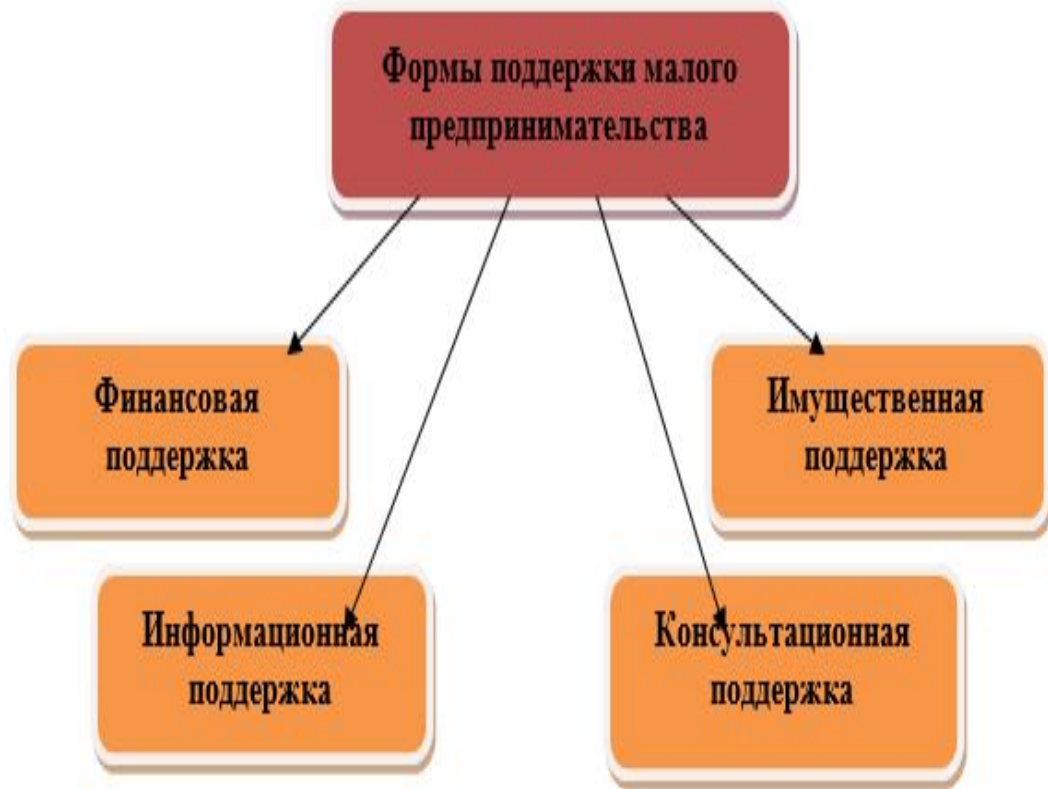 Формы поддержки малого
предпринимательства
Финансовая
поддержка
Имущественная
поддержка
Информационная
поддержка
Консультационная
поддержка